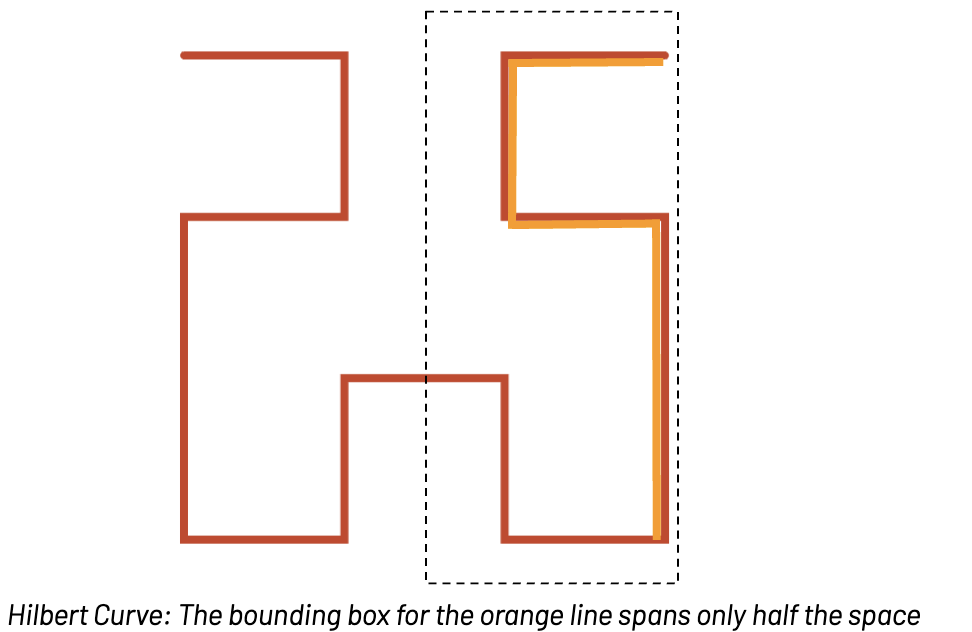 Hilbert Curve: The bounding box for the orange line spans only half the space